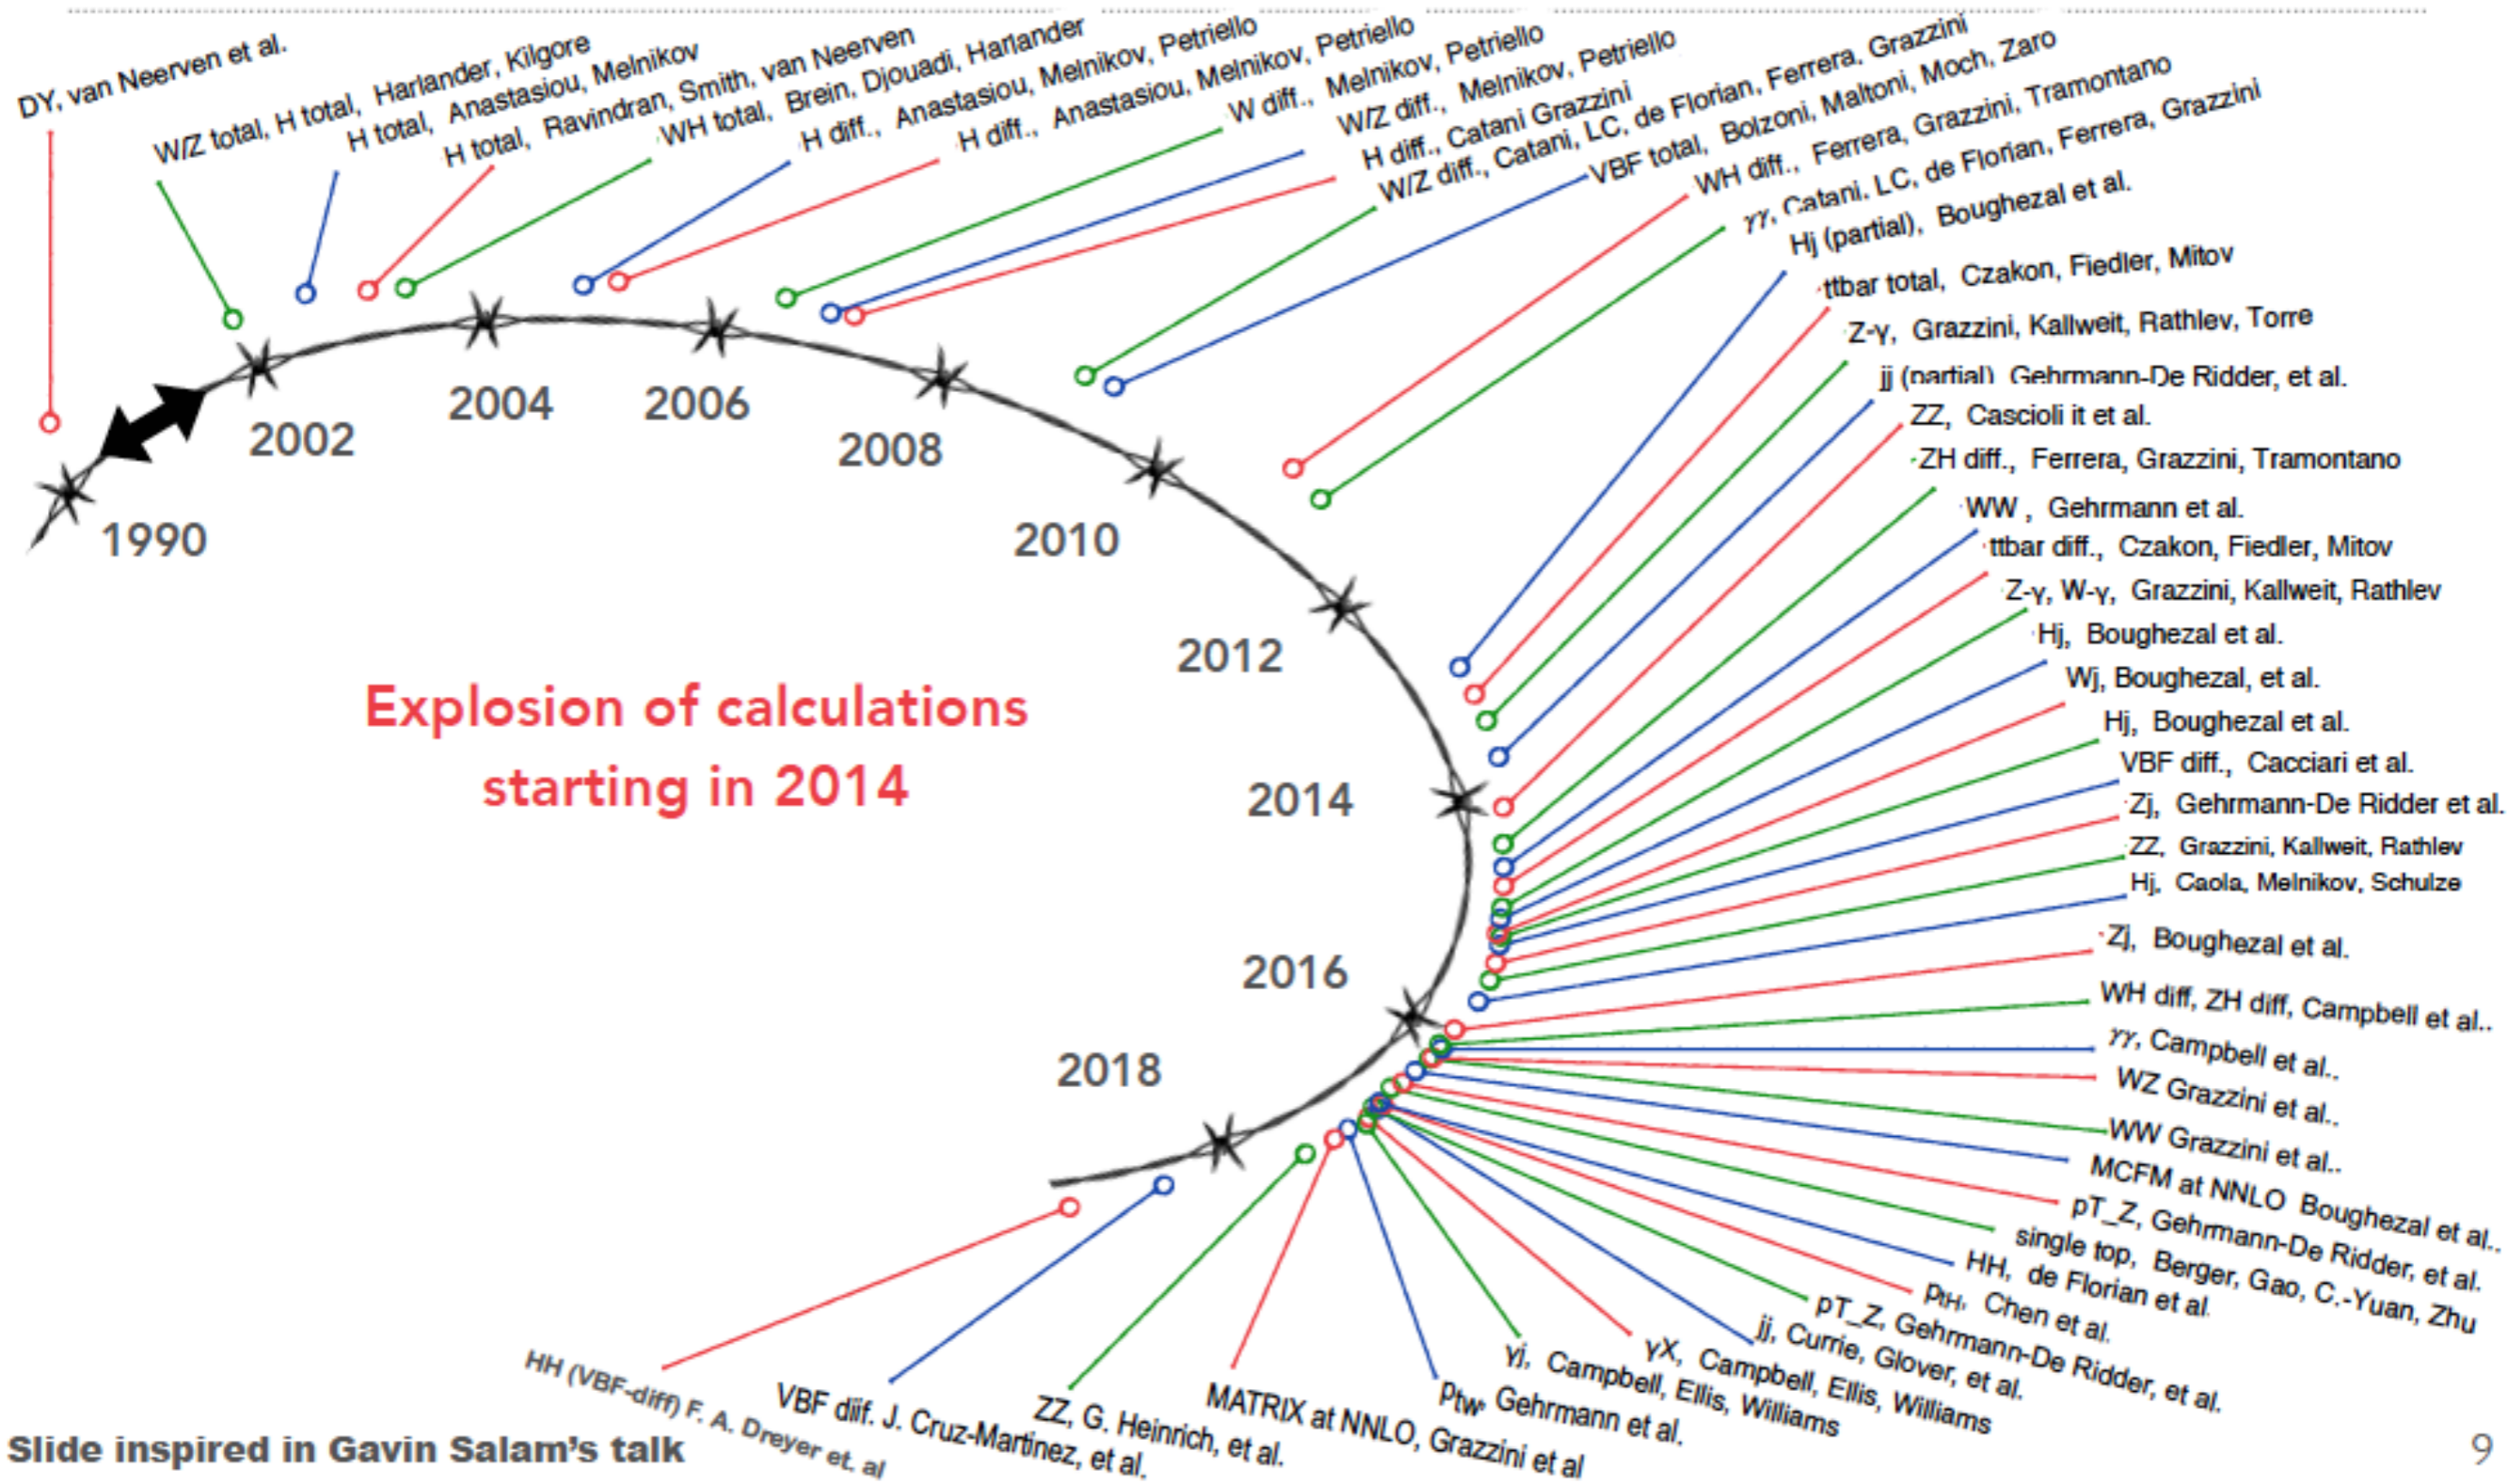 DY, van Neerven et al.
W/Z total, H total, Harlander, Kilgore
H total, Anastasiou, Melnikov
H total, Ravindran, Smith, van Neerven
WH total, Brein, Djouadi, Harlander
H diff., Anastasiou, Melnikov, Petriello
H diff., Anastasiou, Melnikov, Petriello
W diff., Melnikov, Petriello
W/Z diff., Melnikov, Petriello
H diff., Catani Grazzini
W/Z diff., Catani, LC, de Florian, Ferrera, Grazzini
VBF total, Bolzoni, Maltoni, Moch, Zaro
WH diff., Ferrera, Grazzini, Tramontano
γγ, Catani, LC, de Florian, Ferrera, Grazzini
Hj (partial), Boughezal et al.
ttbar total, Czakon, Fiedler, Mitov
Z-γ, Grazzini, Kallweit, Rathlev, Torre
jj (partial) Gehrmann-De Ridder, et al.
ZZ, Cascioli it et al.
ZH diff., Ferrera, Grazzini, Tramontano
WW , Gehrmann et al.
ttbar diff., Czakon, Fiedler, Mitov
Z-γ, W-γ, Grazzini, Kallweit, Rathlev
Hj, Boughezal et al.
Wj, Boughezal, et al.
Hj, Boughezal et al.
VBF diff., Cacciari et al.
Zj, Gehrmann-De Ridder et al.
ZZ, Grazzini, Kallweit, Rathlev
Hj, Caola, Melnikov, Schulze
Zj, Boughezal et al.
WH diff, ZH diff, Campbell et al..
γγ, Campbell et al..
WZ Grazzini et al..
WW Grazzini et al..
MCFM at NNLO Boughezal et al..
pT_Z, Gehrmann-De Ridder, et al.
single top, Berger, Gao, C.-Yuan, Zhu
HH, de Florian et al.
ptH, Chen et al.
pT_Z, Gehrmann-De Ridder, et al.
jj, Currie, Glover, et al.
γX, Campbell, Ellis, Williams
γj, Campbell, Ellis, Williams
ptW, Gehrmann et al.
MATRIX at NNLO, Grazzini et al
ZZ, G. Heinrich, et al.
VBF diif. J. Cruz-Martinez, et al.
HH (VBF-diff) F. A. Dreyer et. al
1990
2002
2004
2006
2008
2010
2012
2014
2016
2018
Explosion of calculations
starting in 2014
Slide inspired in Gavin Salam’s talk
9